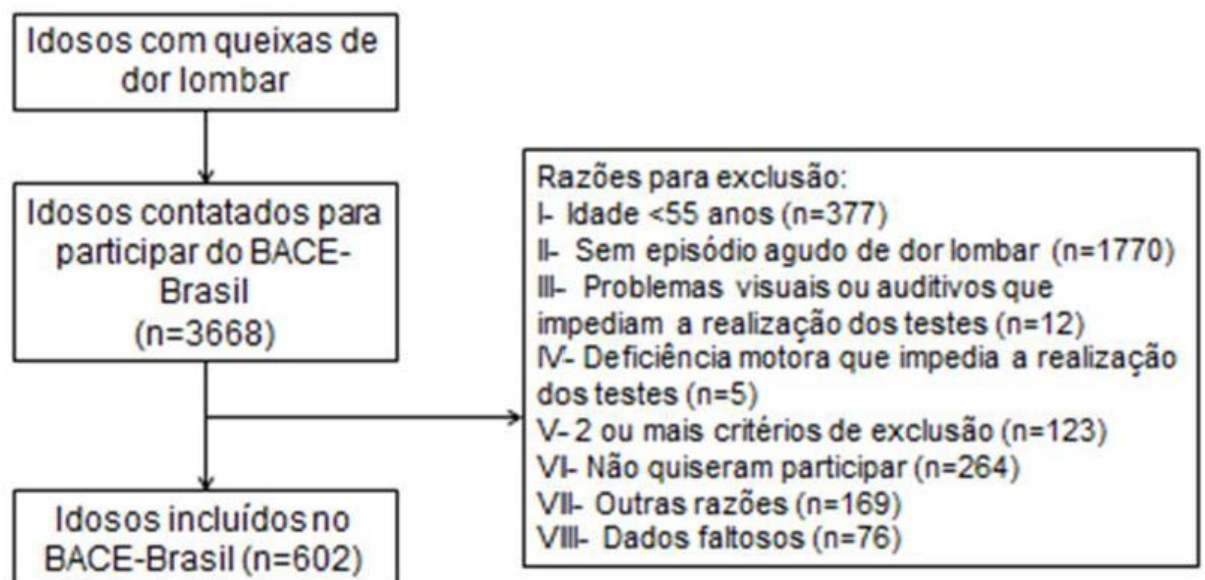 Idosos com queixas de
dor lombar
Idosos contatados para
participar do BACE-
Brasil
(n=3668)
Razões para exclusão:
I- Idade <55 anos (n=377)
II- Sem episódio agudo de dor lombar (n=1770)
III- Problemas visuais ou auditivos que
impediam a realização dos testes (n=12)
IV- Deficiência motora que impedia a realização
dos testes (n=5)
V- 2 ou mais critérios de exclusão (n=123)
VI- Não quiseram participar (n=264)
VII- Outras razões (n=169)
VIII- Dados faltosos (n=76)
Idosos incluídos no
BACE-Brasil (n=602)